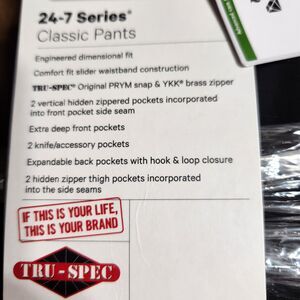 24-7 Series®
Classic Pants
Engineered dimensional fit
Comfort fit slider waistband construction
TRU-SPEC® Original PRYM snap & YKK® brass zipper
2 vertical hidden zippered pockets incorporated
into front pocket side seam
Extra deep front pockets
2 knife/accessory pockets
Expandable back pockets with hook & loop closure
2 hidden zipper thigh pockets incorporated
into the side seams
IF THIS IS YOUR LIFE,
THIS IS YOUR BRAND
TRU-SPEC